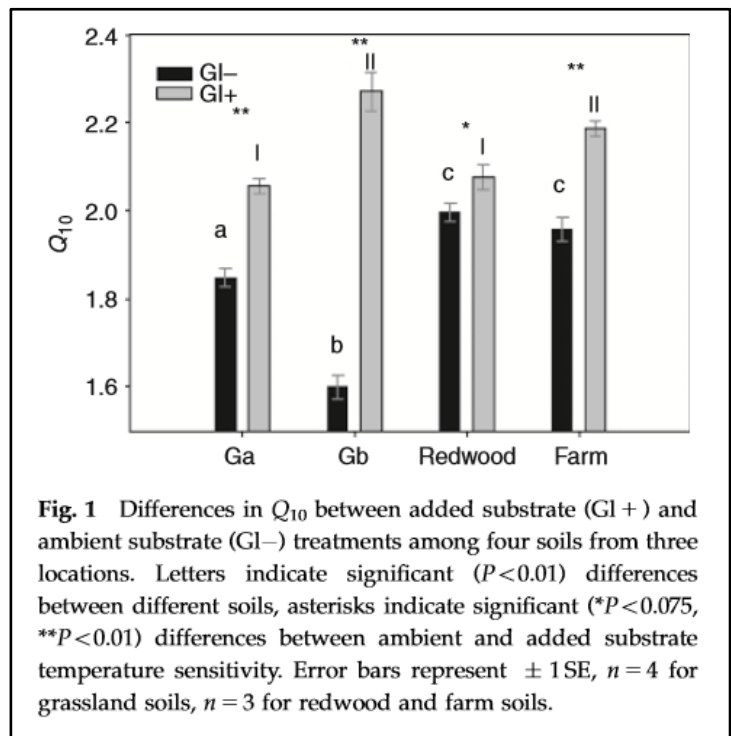 2.4
**
II
Gl–
Gl+
**
**
2.2
II
*
I
I
c
c
2.0
a
Q10
1.8
b
1.6
Ga Gb Redwood Farm
Fig. 1 Differences in Q10 between added substrate (Gl + ) and
ambient substrate (Gl–) treatments among four soils from three
locations. Letters indicate significant (P<0.01) differences
between different soils, asterisks indicate significant (*P<0.075,
**P<0.01) differences between ambient and added substrate
temperature sensitivity. Error bars represent ± 1 SE, n = 4 for
grassland soils, n = 3 for redwood and farm soils.